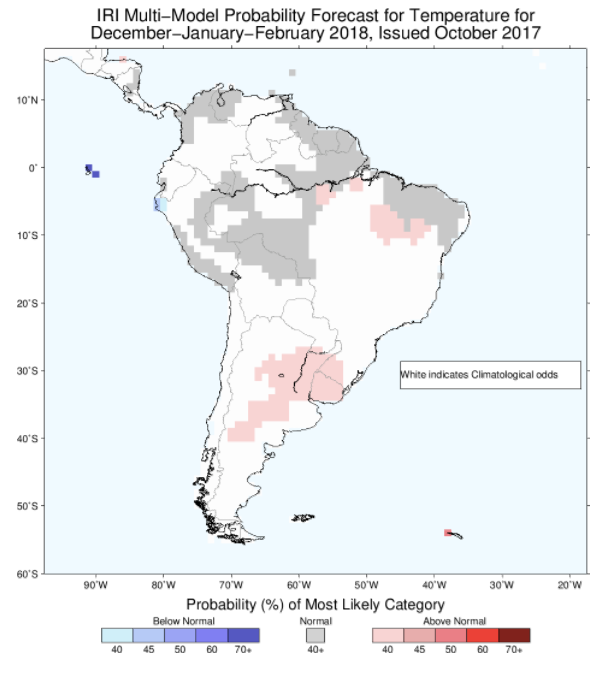 IRI Multi-Model Probability Forecast for Temperature for
December-January-February 2018, Issued October 2017
10˚N
0˚
10˚S
20˚S
30˚S
White indicates Climatological odds
40˚S
50˚S
60˚S
90˚W 80˚W 70˚W 60˚W 50˚W 40˚W 30˚W 20˚W
Probability (%) of Most Likely Category
Below Normal Normal Above Normal
40 45 50 60 70+ 40+ 40 45 50 60 70+